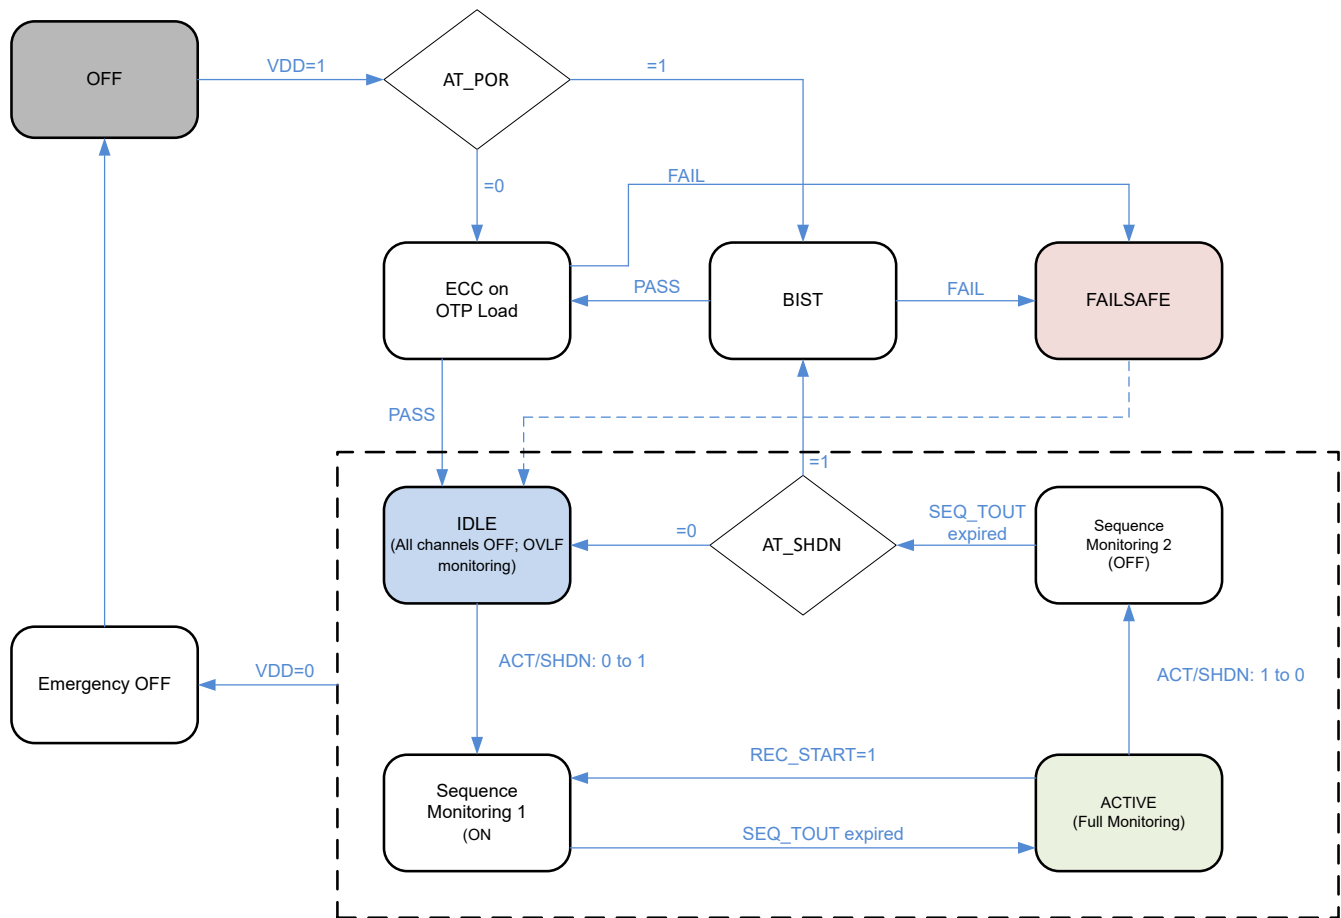 OFF
VDD=1
AT_POR
=1
=0
FAIL
ECC on
OTP Load
PASS
BIST
FAIL
FAILSAFE
PASS
=1
IDLE
(All channels OFF; OVLF
monitoring)
=0
AT_SHDN
SEQ_TOUT
expired
Sequence
Monitoring 2
(OFF)
Emergency OFF
VDD=0
ACT/SHDN: 0 to 1
ACT/SHDN: 1 to 0
Sequence
Monitoring 1
(ON
REC_START=1
SEQ_TOUT expired
ACTIVE
(Full Monitoring)